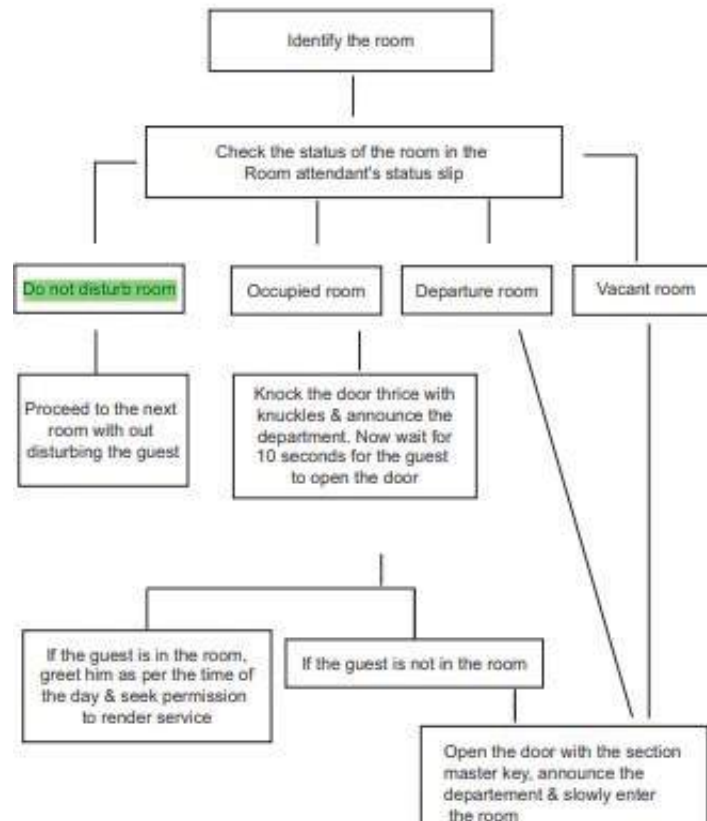 Identify the room
Check the status of the room in the
Room attendant's status slip
Do not disturb room
Occupied room
Departure room
Vacant room
Proceed to the next
room with out
disturbing the guest
Knock the door thrice with
knuckles & announce the
department. Now wait for
10 seconds for the guest
to open the door
If the guest is in the room,
greet him as per the time of
the day & seek permission
to render service
If the guest is not in the room
Open the door with the section
master key, announce the
departement & slowly enter
the room